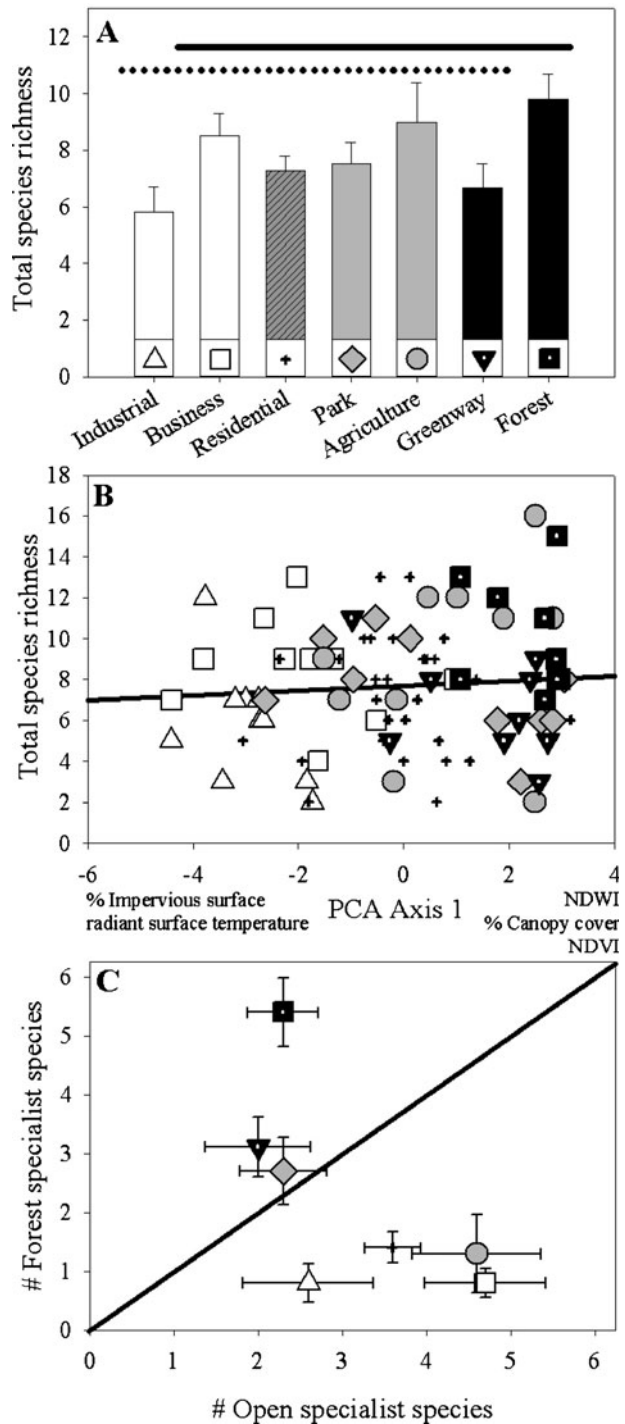 A
Total species richness
12
10
8
6
4
2
0
Industrial
Business
Residential
Park
Agriculture
Greenway
Forest
B
Total species richness
18
16
14
12
10
8
6
4
2
0
-6 -4 -2 0 2 4
% Impervious surface
radiant surface temperature
PCA Axis 1
NDWI
% Canopy cover
NDVI
C
# Forest specialist species
6
5
4
3
2
1
0
0 1 2 3 4 5 6
# Open specialist species